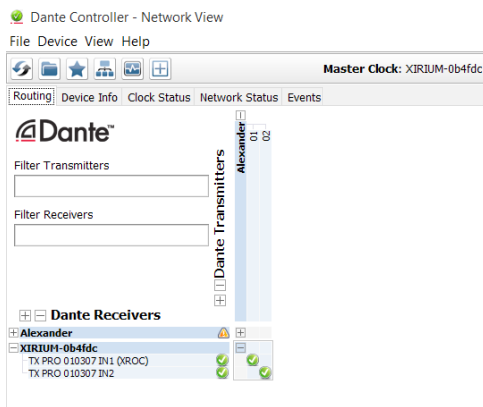 Dante Controller - Network View
File Device View Help
Master Clock: XIRIUM-0b4fdc
Routing Device Info Clock Status Network Status Events
Dante™
Filter Transmitters
Filter Receivers
Dante Transmitters
Alexander
01
02
Dante Receivers
Alexander
XIRIUM-0b4fdc
TX PRO 010307 IN1 (XROC)
TX PRO 010307 IN2